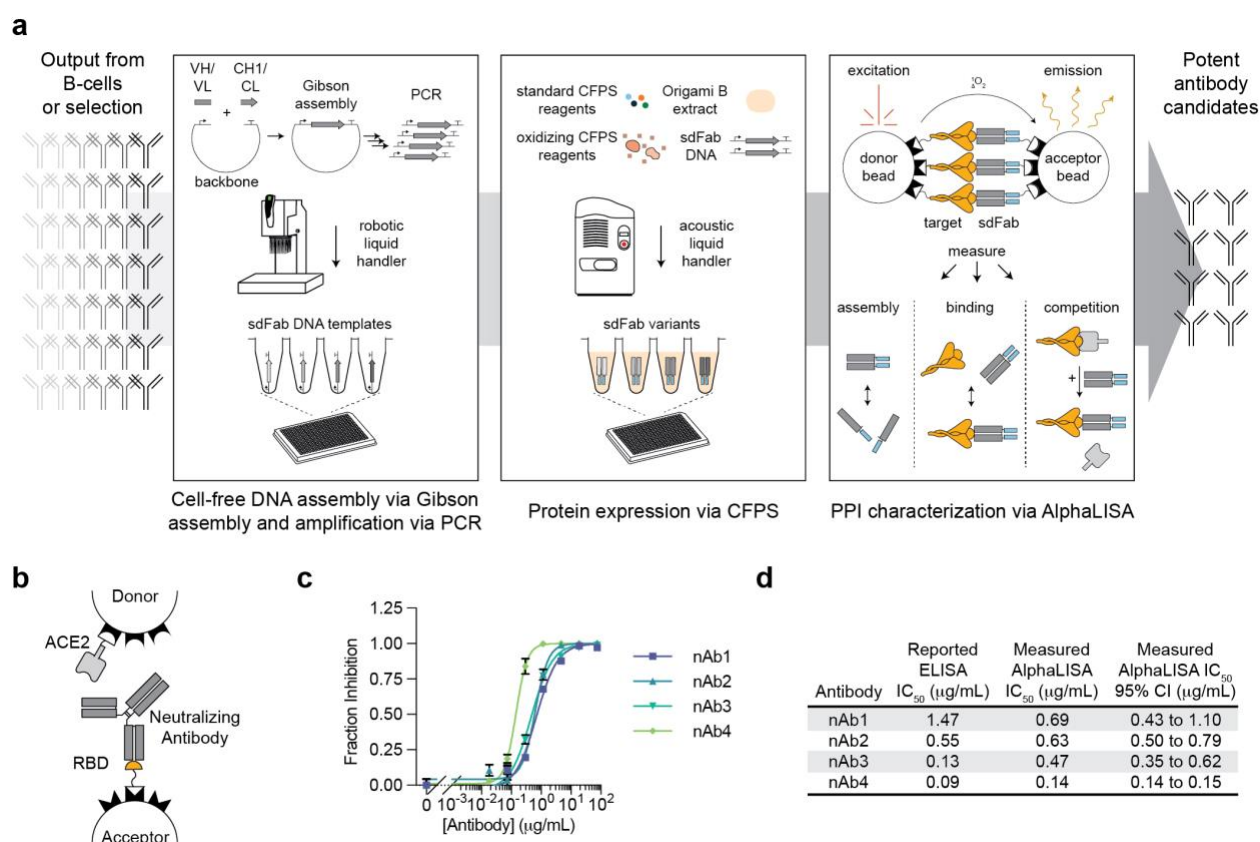 a
Output from
B-cells
or selection
VH/
VL
CH1/
CL
+
Gibson
assembly
PCR
backbone
robotic
liquid
handler
sdFab DNA templates
Cell-free DNA assembly via Gibson
assembly and amplification via PCR
standard CFPS
reagents
Origami B
extract
oxidizing CFPS
reagents
sdFab
DNA
acoustic
liquid
handler
sdFab variants
Protein expression via CFPS
excitation
¹O₂
emission
donor
bead
acceptor
bead
target
sdFab
measure
assembly
binding
competition
+
PPI characterization via AlphaLISA
Potent
antibody
candidates
b
Donor
ACE2
Neutralizing
Antibody
RBD
Acceptor
c
Fraction Inhibition
1.25
1.00
0.75
0.50
0.25
0.00
0 10⁻³ 10⁻² 10⁻¹ 10⁰ 10¹ 10²
[Antibody] (μg/mL)
nAb1
nAb2
nAb3
nAb4
d
Reported Measured Measured
ELISA AlphaLISA AlphaLISA IC₅₀
Antibody IC₅₀ (μg/mL) IC₅₀ (μg/mL) 95% CI (μg/mL)
nAb1 1.47 0.69 0.43 to 1.10
nAb2 0.55 0.63 0.50 to 0.79
nAb3 0.13 0.47 0.35 to 0.62
nAb4 0.09 0.14 0.14 to 0.15